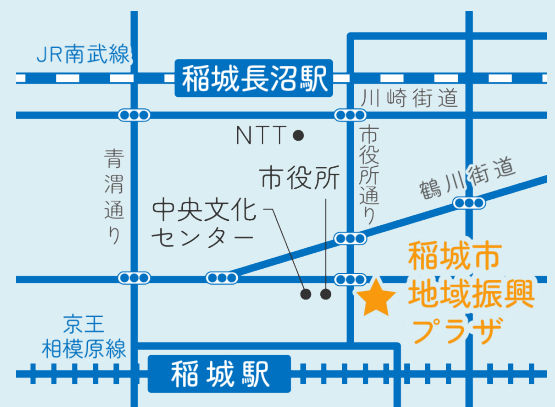 JR南武線
稲城長沼駅
川崎街道
NTT
市役所通り
青渭通り
市役所
鶴川街道
中央文化
センター
稲城市
地域振興
プラザ
京王
相模原線
稲城駅